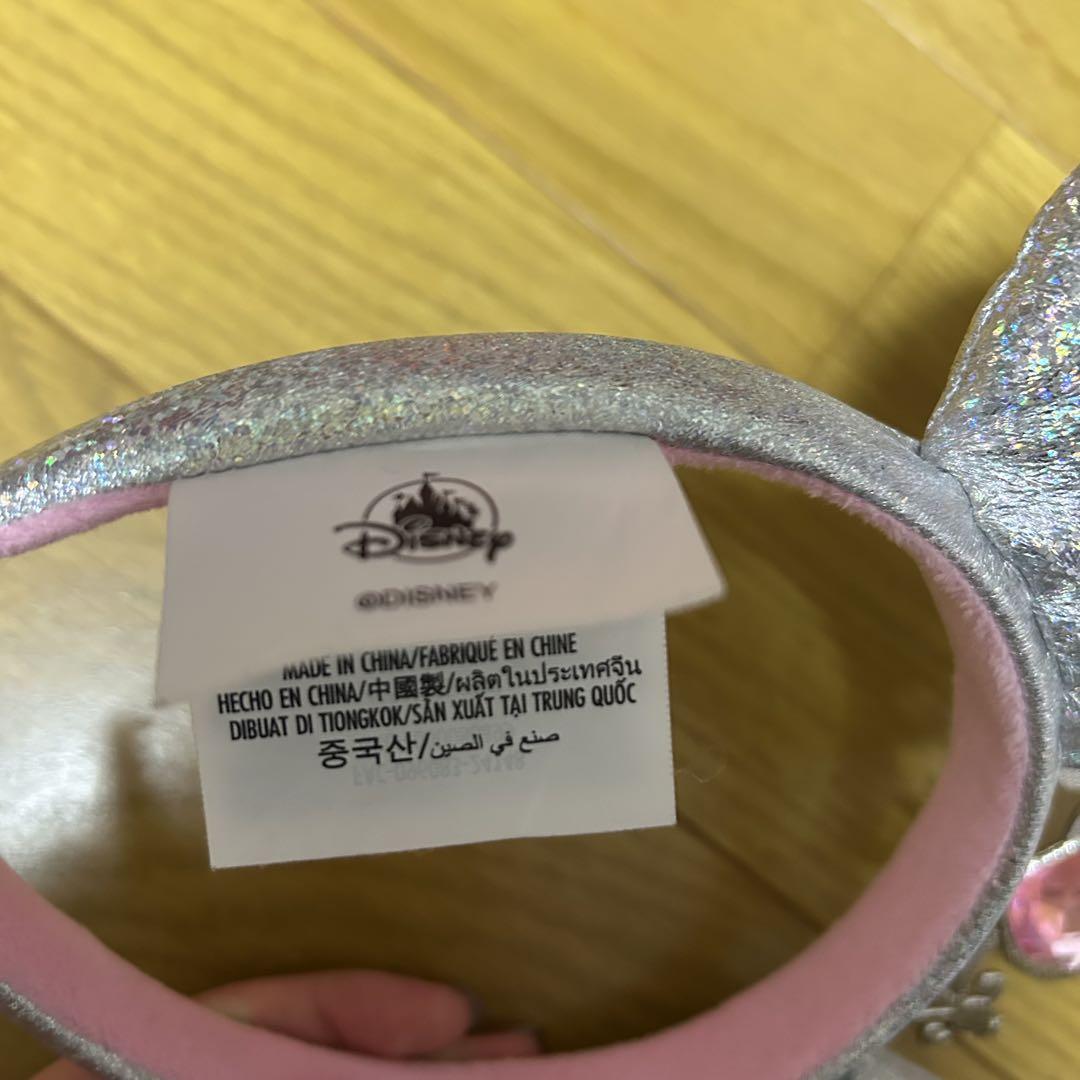 Disney
©DISNEY
MADE IN CHINA/FABRIQUÉ EN CHINE
HECHO EN CHINA/中國製/ผลิตในประเทศจีน
DIBUAT DI TIONGKOK/SẢN XUẤT TẠI TRUNG QUỐC
중국산/صنع في الصين